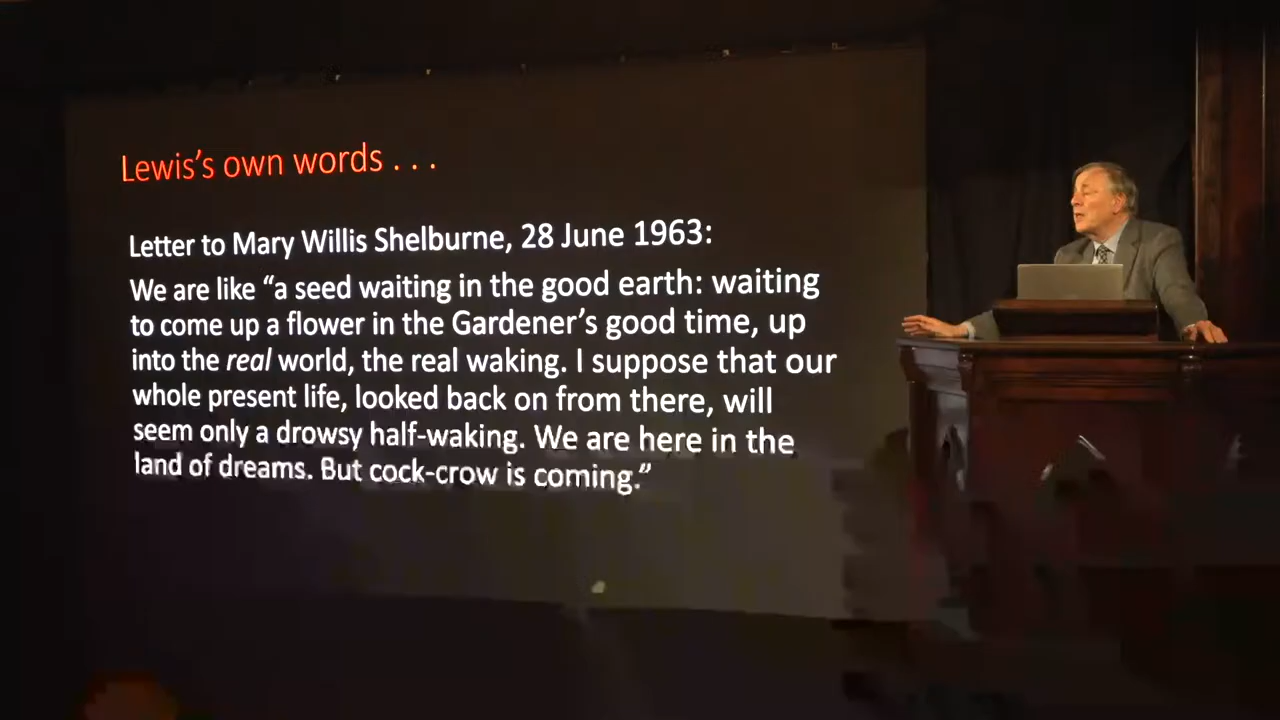 Lewis's own words . . .
Letter to Mary Willis Shelburne, 28 June 1963:
We are like “a seed waiting in the good earth: waiting
to come up a flower in the Gardener's good time, up
into the real world, the real waking. I suppose that our
whole present life, looked back on from there, will
seem only a drowsy half-waking. We are here in the
land of dreams. But cock-crow is coming.”